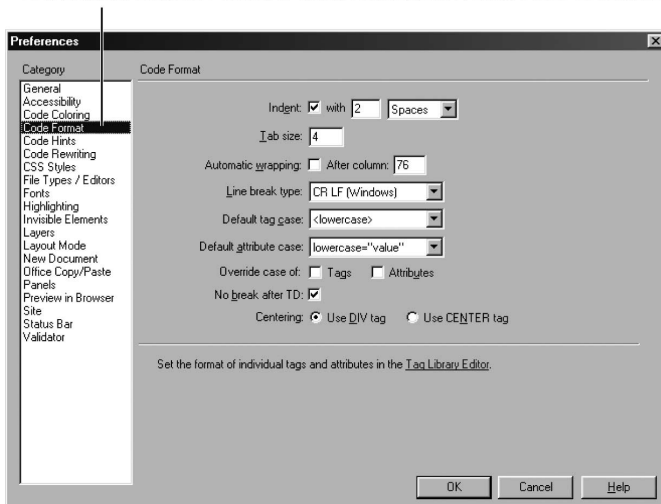 Preferences
Category
Code Format
General
Accessibility
Code Coloring
Code Format
Code Hints
Code Rewriting
CSS Styles
File Types / Editors
Fonts
Highlighting
Invisible Elements
Layers
Layout Mode
New Document
Office Copy/Paste
Panels
Preview in Browser
Site
Status Bar
Validator
Indent: with 2 Spaces
Tab size: 4
Automatic wrapping: After column: 76
Line break type: CR LF (Windows)
Default tag case: <lowercase>
Default attribute case: lowercase="value"
Override case of: Tags Attributes
No break after TD:
Centering: Use DIV tag Use CENTER tag
Set the format of individual tags and attributes in the Tag Library Editor.
OK Cancel Help